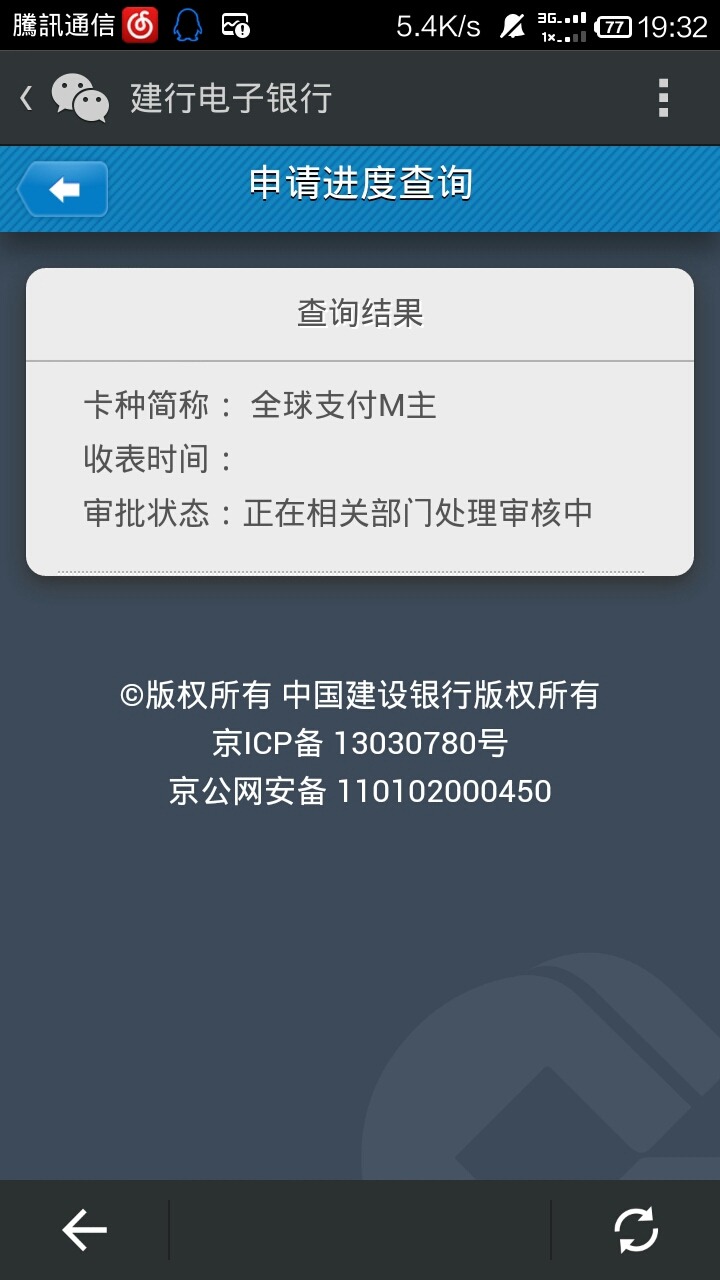 騰訊通信 5.4K/s 3G 1× 77 19:32
建行电子银行
申请进度查询
查询结果
卡种简称： 全球支付M主
收表时间：
审批状态：正在相关部门处理审核中
©版权所有 中国建设银行版权所有
京ICP备 13030780号
京公网安备 110102000450